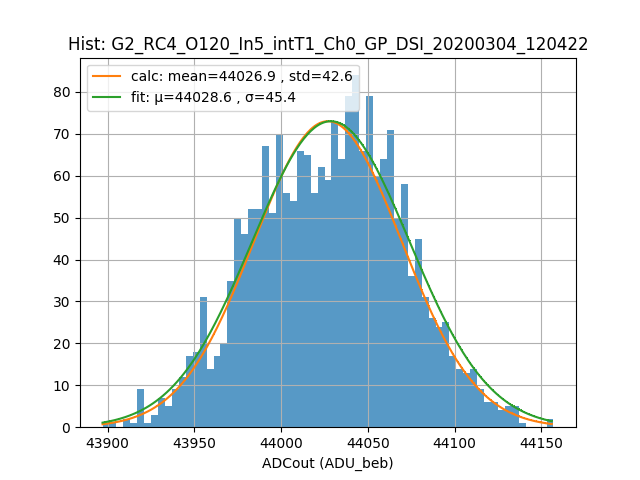 Hist: G2_RC4_O120_In5_intT1_Ch0_GP_DSI_20200304_120422
calc: mean=44026.9 , std=42.6
fit: μ=44028.6 , σ=45.4
80
70
60
50
40
30
20
10
0
43900 43950 44000 44050 44100 44150
ADCout (ADU_beb)